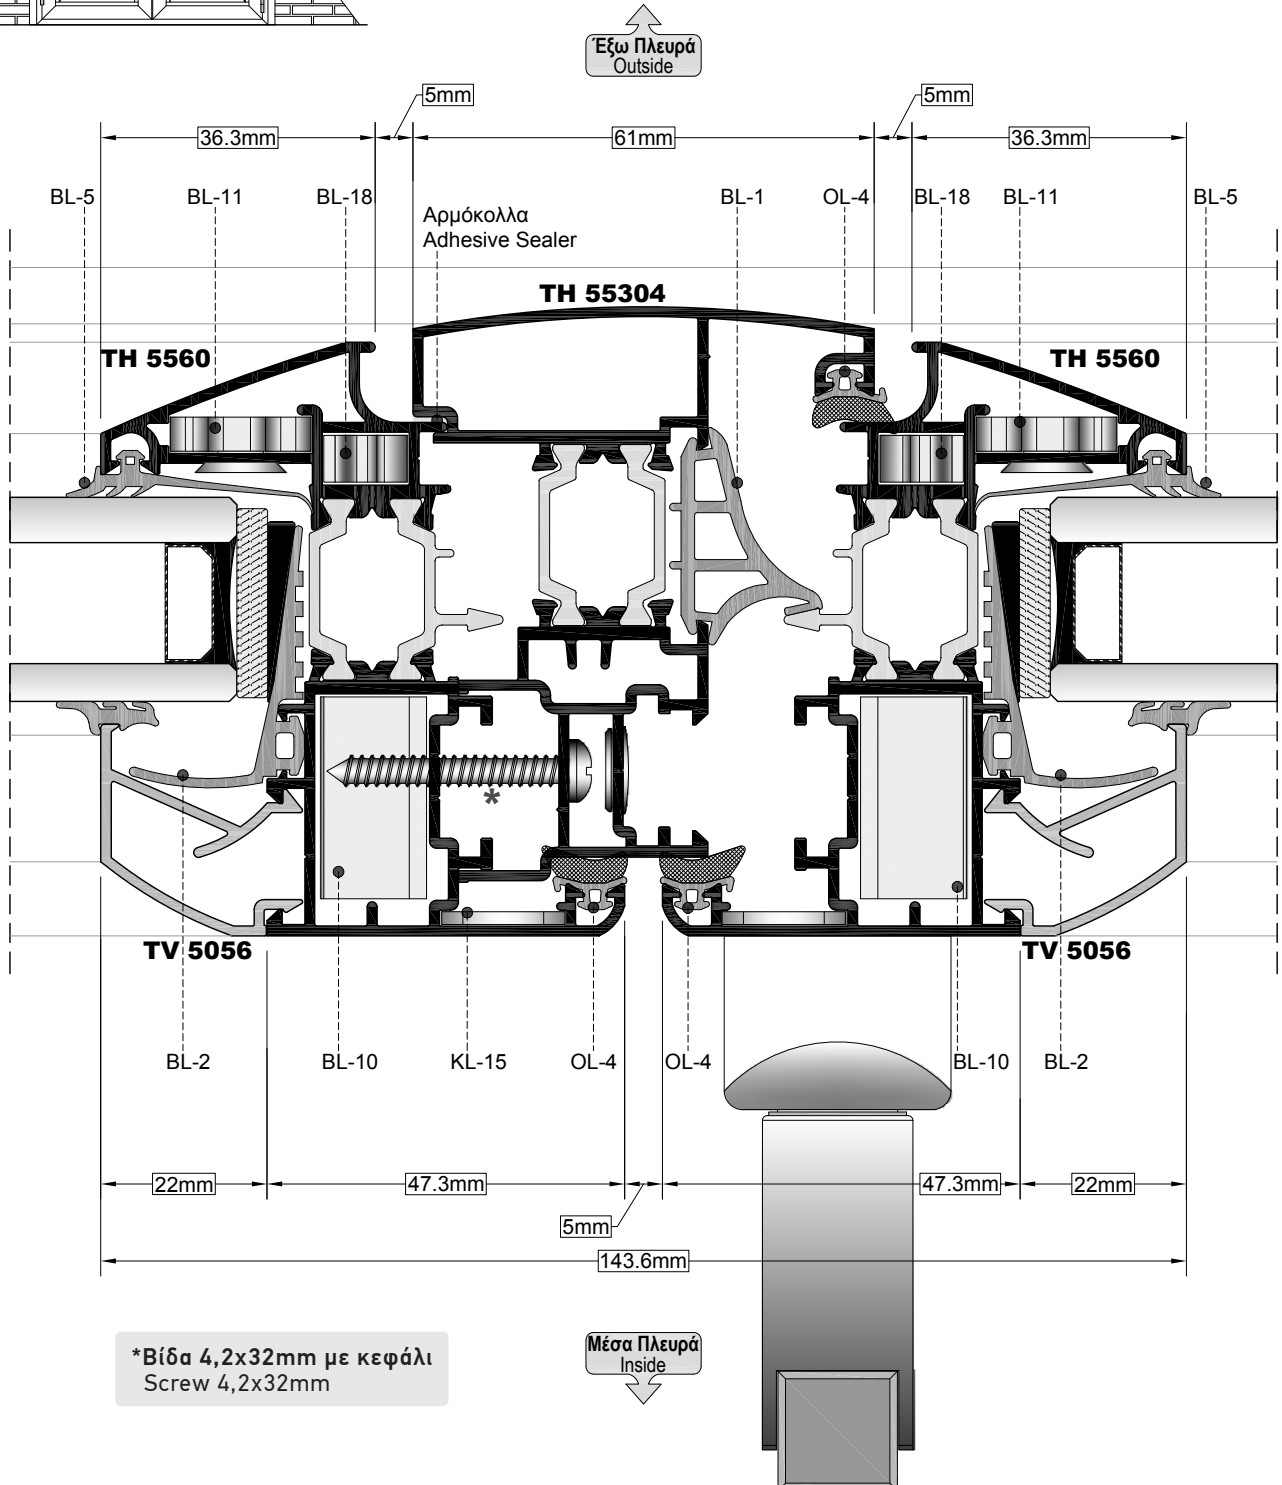 Έξω Πλευρά
Outside
5mm
5mm
36.3mm
61mm
36.3mm
BL-5
BL-11
BL-18
Αρμόκολλα
Adhesive Sealer
BL-1
OL-4
BL-18
BL-11
BL-5
TH 55304
TH 5560
TH 5560
*
TV 5056
TV 5056
BL-2
BL-10
KL-15
OL-4
OL-4
BL-10
BL-2
22mm
47.3mm
47.3mm
22mm
5mm
143.6mm
*Βίδα 4,2x32mm με κεφάλι
Screw 4,2x32mm
Μέσα Πλευρά
Inside